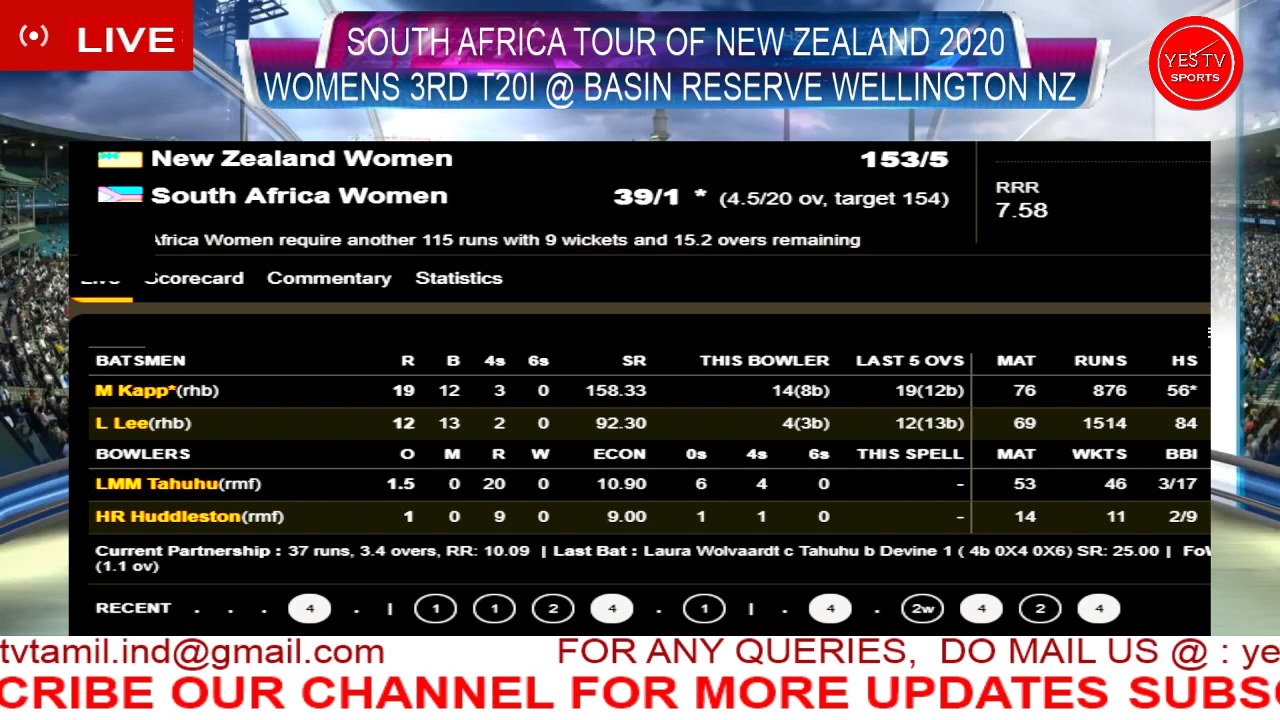 LIVE
SOUTH AFRICA TOUR OF NEW ZEALAND 2020
WOMENS 3RD T20I @ BASIN RESERVE WELLINGTON NZ
YES TV
SPORTS
New Zealand Women 153/5
South Africa Women 39/1 * (4.5/20 ov, target 154)
RRR
7.58
Africa Women require another 115 runs with 9 wickets and 15.2 overs remaining
Live Scorecard Commentary Statistics
BATSMEN R B 4s 6s SR THIS BOWLER LAST 5 OVS MAT RUNS HS
M Kapp*(rhb) 19 12 3 0 158.33 14(8b) 19(12b) 76 876 56*
L Lee(rhb) 12 13 2 0 92.30 4(3b) 12(13b) 69 1514 84
BOWLERS O M R W ECON 0s 4s 6s THIS SPELL MAT WKTS BBI
LMM Tahuhu(rmf) 1.5 0 20 0 10.90 6 4 0 - 53 46 3/17
HR Huddleston(rmf) 1 0 9 0 9.00 1 1 0 - 14 11 2/9
Current Partnership : 37 runs, 3.4 overs, RR: 10.09 | Last Bat : Laura Wolvaardt c Tahuhu b Devine 1 ( 4b 0X4 0X6) SR: 25.00 | FoW
(1.1 ov)
RECENT . . . 4 . | 1 1 2 4 . 1 | . 4 . 2w 4 2 4
tvtamil.ind@gmail.com FOR ANY QUERIES, DO MAIL US @ : ye
CRIBE OUR CHANNEL FOR MORE UPDATES SUBSC